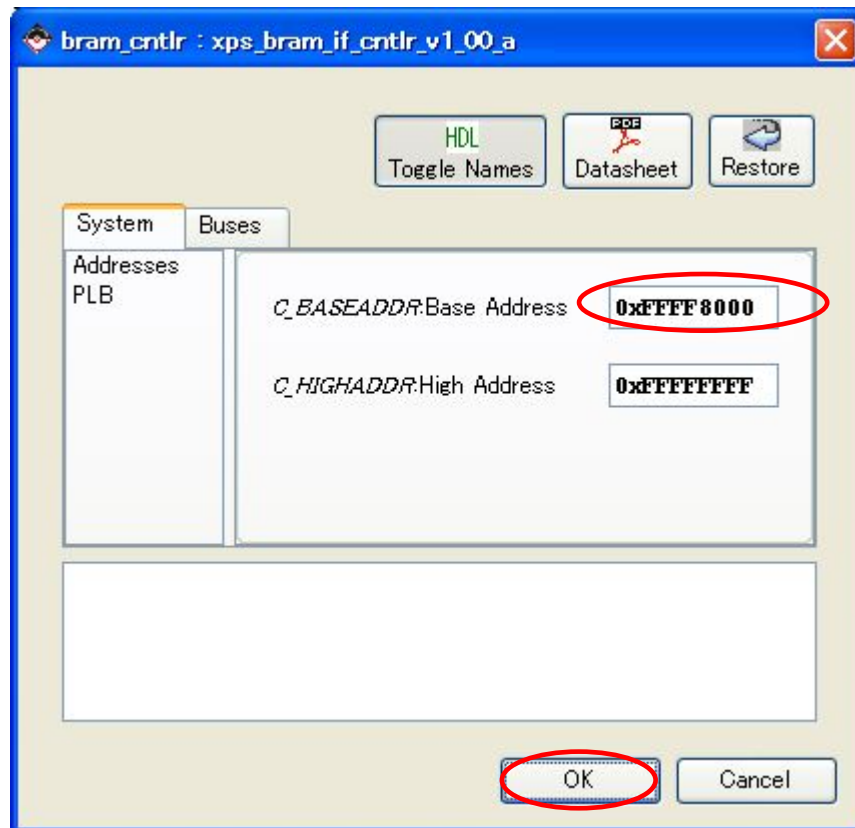 bram_cntlr : xps_bram_if_cntlr_v1_00_a
HDL
Toggle Names
PDF
Datasheet
Restore
System
Buses
Addresses
PLB
C_BASEADDR:Base Address
0xFFFF8000
C_HIGHADDR:High Address
0xFFFFFFFF
OK
Cancel